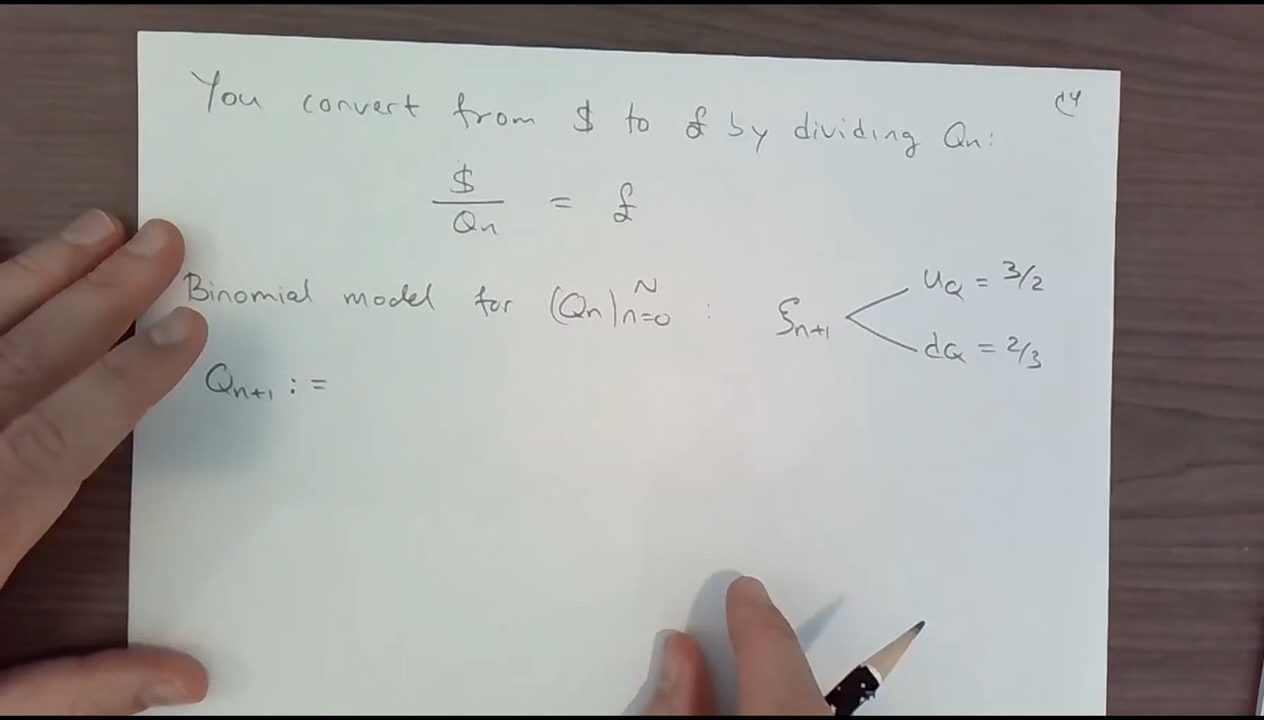 You convert from $ to £ by dividing Qn:
$ / Qn = £
Binomial model for (Qn)ᴺn=0 : ξn+1
uQ = 3/2
dQ = 2/3
Qn+1 :=